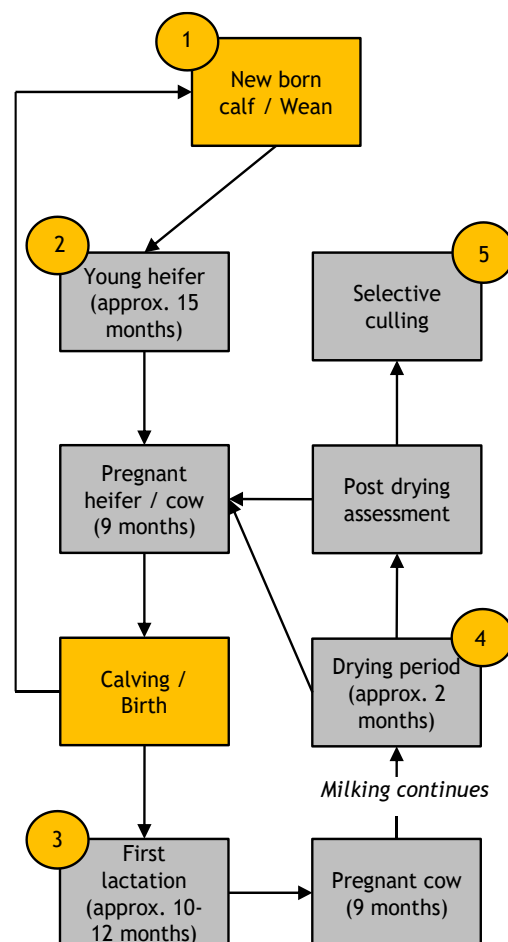 1
New born
calf / Wean
2
Young heifer
(approx. 15
months)
5
Selective
culling
Pregnant
heifer / cow
(9 months)
Post drying
assessment
Calving /
Birth
4
Drying period
(approx. 2
months)
Milking continues
3
First
lactation
(approx. 10-
12 months)
Pregnant cow
(9 months)